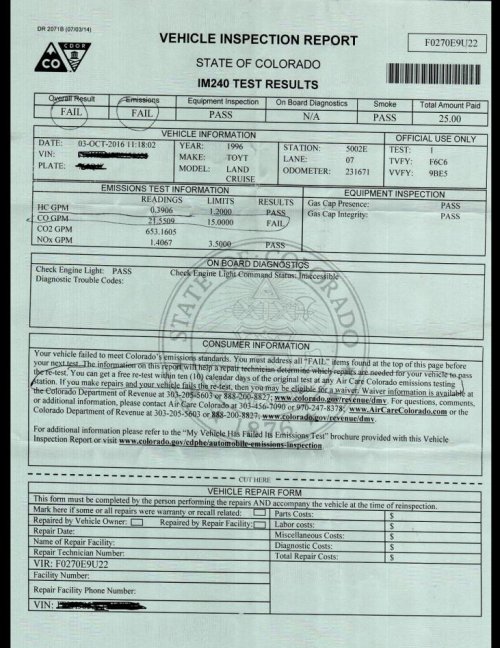 DR 2071B (07/03/14)
CDOR
CO
VEHICLE INSPECTION REPORT
F0270E9U22
STATE OF COLORADO
IM240 TEST RESULTS
Overall Result Emissions Equipment Inspection On Board Diagnostics Smoke Total Amount Paid
FAIL FAIL PASS N/A PASS 25.00
VEHICLE INFORMATION
OFFICIAL USE ONLY
DATE: 03-OCT-2016 11:18:02 YEAR: 1996 STATION: 5002E TEST: 1
VIN: MAKE: TOYT LANE: 07 TVFY: F6C6
PLATE: MODEL: LAND CRUISE ODOMETER: 231671 VVFY: 9BE5
EMISSIONS TEST INFORMATION
EQUIPMENT INSPECTION
READINGS LIMITS RESULTS
Gas Cap Presence: PASS
HC GPM 0.3906 1.2000 PASS
Gas Cap Integrity: PASS
CO GPM 21.5509 15.0000 FAIL
CO2 GPM 653.1605
NOx GPM 1.4067 3.5000 PASS
ON BOARD DIAGNOSTICS
Check Engine Light: PASS Check Engine Light Command Status: Inaccessible
Diagnostic Trouble Codes:
STATE OF COLORADO
1876
CONSUMER INFORMATION
Your vehicle failed to meet Colorado's emissions standards. You must address all "FAIL" items found at the top of this page before
your next test. The information on this report will help a repair technician determine which repairs are needed for your vehicle to pass
the re-test. You can get a free re-test within ten (10) calendar days of the original test at any Air Care Colorado emissions testing
station. If you make repairs and your vehicle fails the re-test, then you may be eligible for a waiver. Waiver information is available at
the Colorado Department of Revenue at 303-205-5603 or 888-200-8827; www.colorado.gov/revenue/dmv. For questions, comments,
or additional information, please contact Air Care Colorado at 303-456-7090 or 970-247-8378; www.AirCareColorado.com or the
Colorado Department of Revenue at 303-205-5603 or 888-200-8827; www.colorado.gov/revenue/dmv.
For additional information please refer to the "My Vehicle Has Failed Its Emissions Test" brochure provided with this Vehicle
Inspection Report or visit www.colorado.gov/cdphe/automobile-emissions-inspection.
CUT HERE
VEHICLE REPAIR FORM
This form must be completed by the person performing the repairs AND accompany the vehicle at the time of reinspection.
Mark here if some or all repairs were warranty or recall related: Parts Costs: $
Repaired by Vehicle Owner: Repaired by Repair Facility: Labor costs: $
Repair Date: Miscellaneous Costs: $
Name of Repair Facility: Diagnostic Costs: $
Repair Technician Number: Total Repair Costs: $
VIR: F0270E9U22
Facility Number:
Repair Facility Phone Number:
VIN: